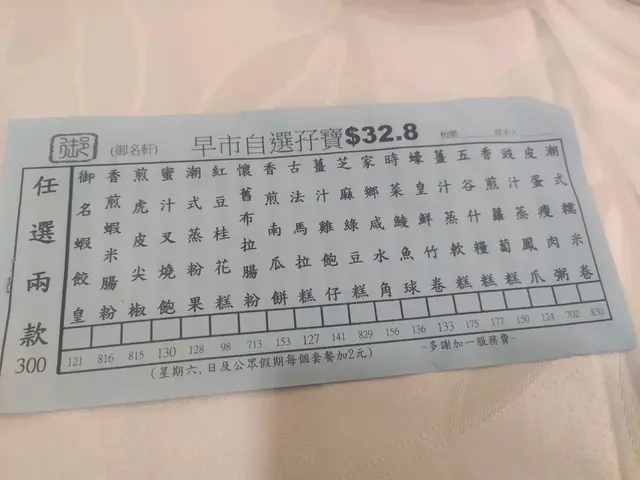 御
(御名軒)
早市自選孖寶$32.8
任選兩款
300
御名蝦餃皇
香煎蝦米腸粉
煎虎皮尖椒
蜜汁叉燒飽
潮式蒸粉果
紅豆桂花糕
懷舊布拉腸粉
香煎南瓜餅
古法馬拉糕
薑汁雞飽仔
芝麻綠豆糕
家鄉咸水角
時菜鯪魚球
蠔皇鮮竹卷
薑汁蒸軟糕
五谷什糧糕
香煎蘿蔔糕
豉汁蒸鳳爪
皮蛋瘦肉粥
潮式糯米卷
121 816 815 130 128 98 713 153 127 141 829 156 108 133 175 177 150 124 702 830
(星期六,日及公眾假期每個套餐加2元)
~多謝加一服務費~